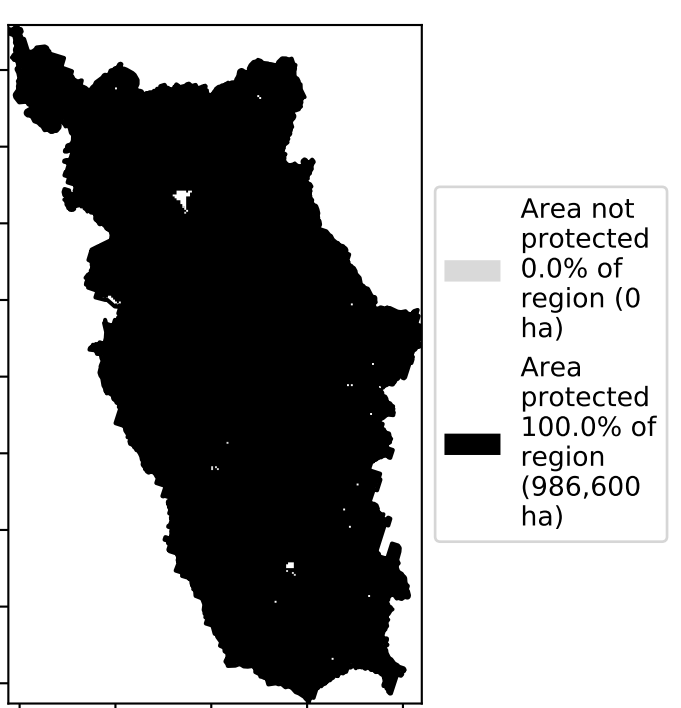 Area not
protected
0.0% of
region (0
ha)
Area
protected
100.0% of
region
(986,600
ha)